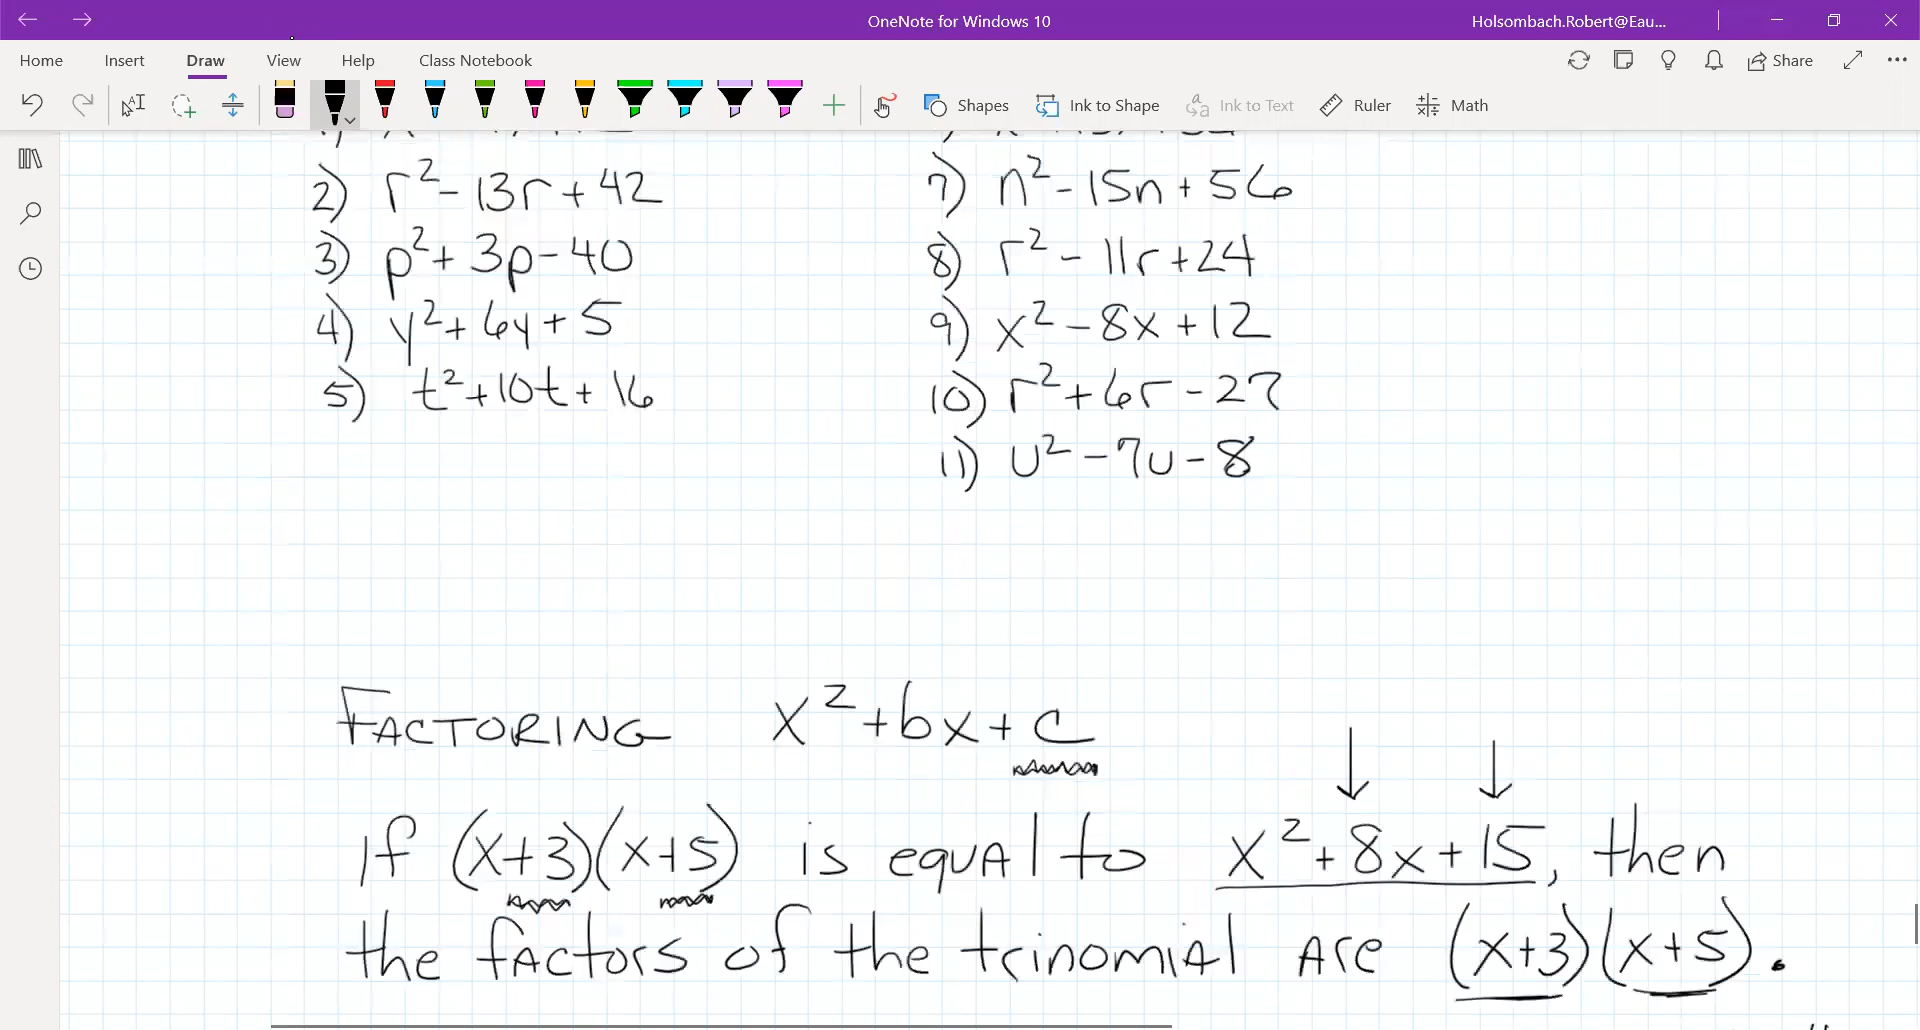 OneNote for Windows 10
Holsombach.Robert@Eau...
Home Insert Draw View Help Class Notebook Share
Shapes Ink to Shape Ink to Text Ruler Math
2) r² - 13r + 42
3) p² + 3p - 40
4) y² + 6y + 5
5) t² + 10t + 16
7) n² - 15n + 56
8) r² - 11r + 24
9) x² - 8x + 12
10) r² + 6r - 27
11) u² - 7u - 8
FACTORING x² + bx + c
If (x+3)(x+5) is equal to x² + 8x + 15, then
the factors of the trinomial are (x+3)(x+5).